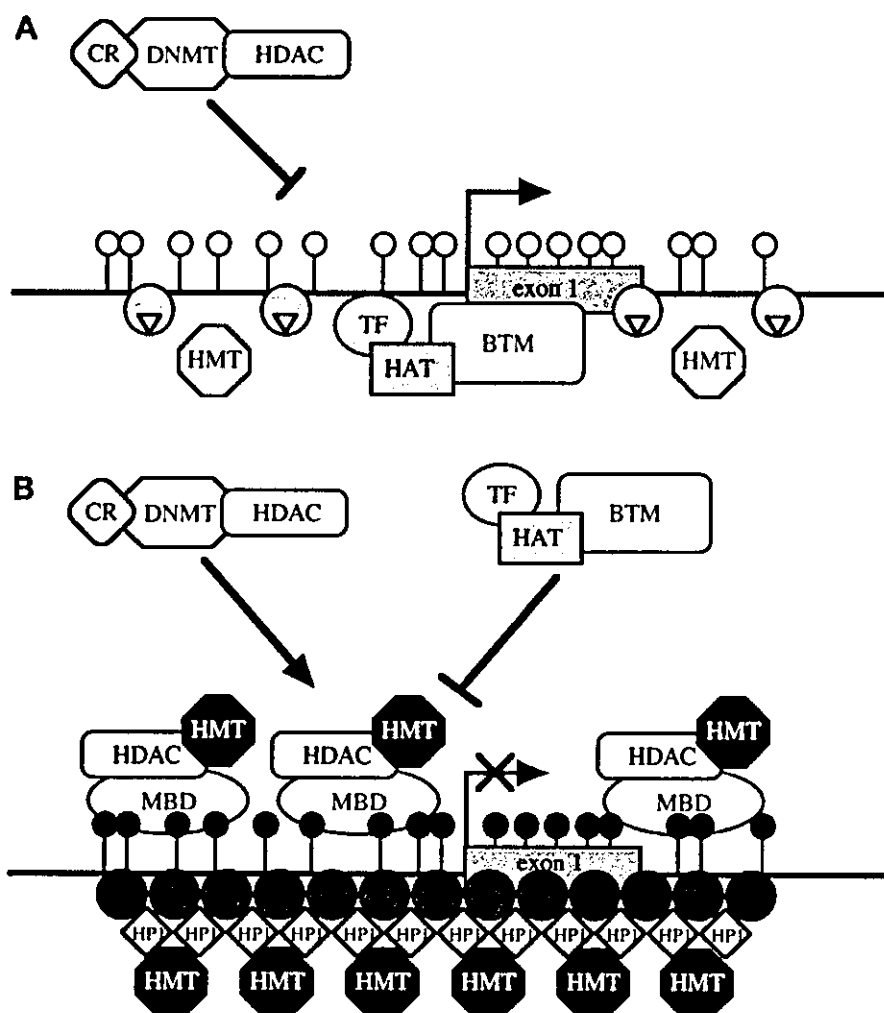 A
CR DNMT HDAC
exon 1
TF
HAT
BTM
HMT
HMT
B
CR DNMT HDAC
TF
HAT
BTM
HMT
HMT
HMT
HDAC
HDAC
HDAC
MBD
MBD
MBD
exon 1
HP1 HP1 HP1 HP1 HP1 HP1 HP1 HP1 HP1 HP1 HP1 HP1
HMT HMT HMT HMT HMT HMT